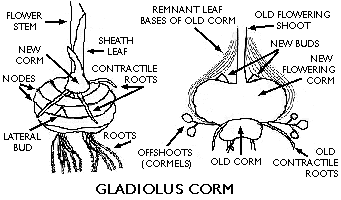 FLOWER
STEM
SHEATH
LEAF
NEW
CORM
NODES
CONTRACTILE
ROOTS
LATERAL
BUD
ROOTS
REMNANT LEAF
BASES OF OLD CORM
OLD FLOWERING
SHOOT
NEW BUDS
NEW
FLOWERING
CORM
OFFSHOOTS
(CORMELS)
OLD CORM
OLD
CONTRACTILE
ROOTS
GLADIOLUS CORM